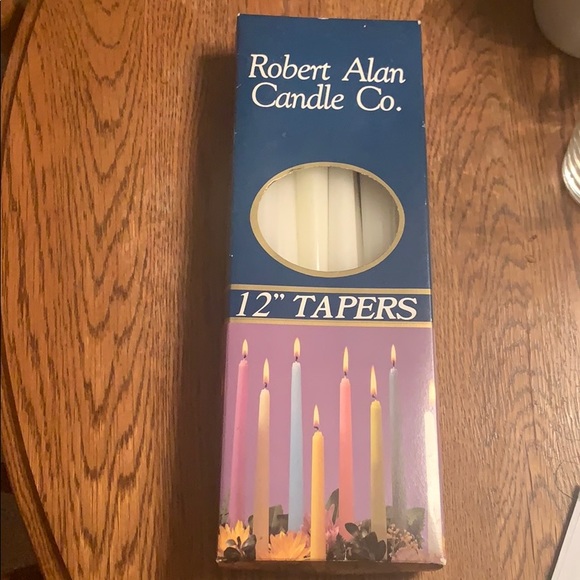 Robert Alan
Candle Co.
12" TAPERS